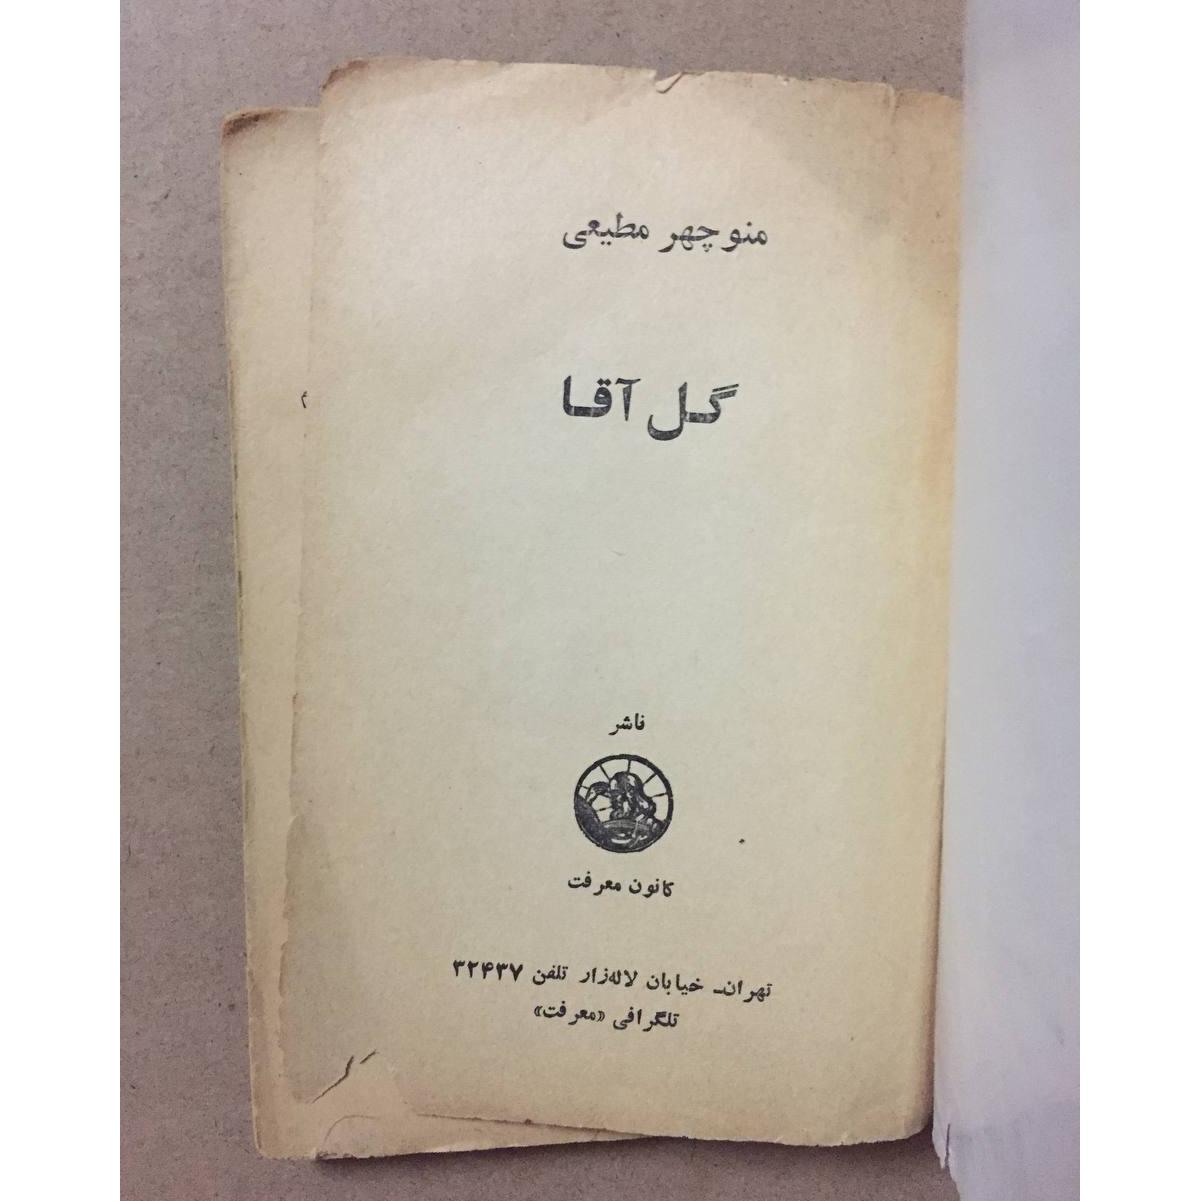 منوچهر مطیعی
گل آقا
ناشر
کانون معرفت
تهران۔ خیابان لاله‌زار تلفن ۳۲۴۳۷
تلگرافی «معرفت»